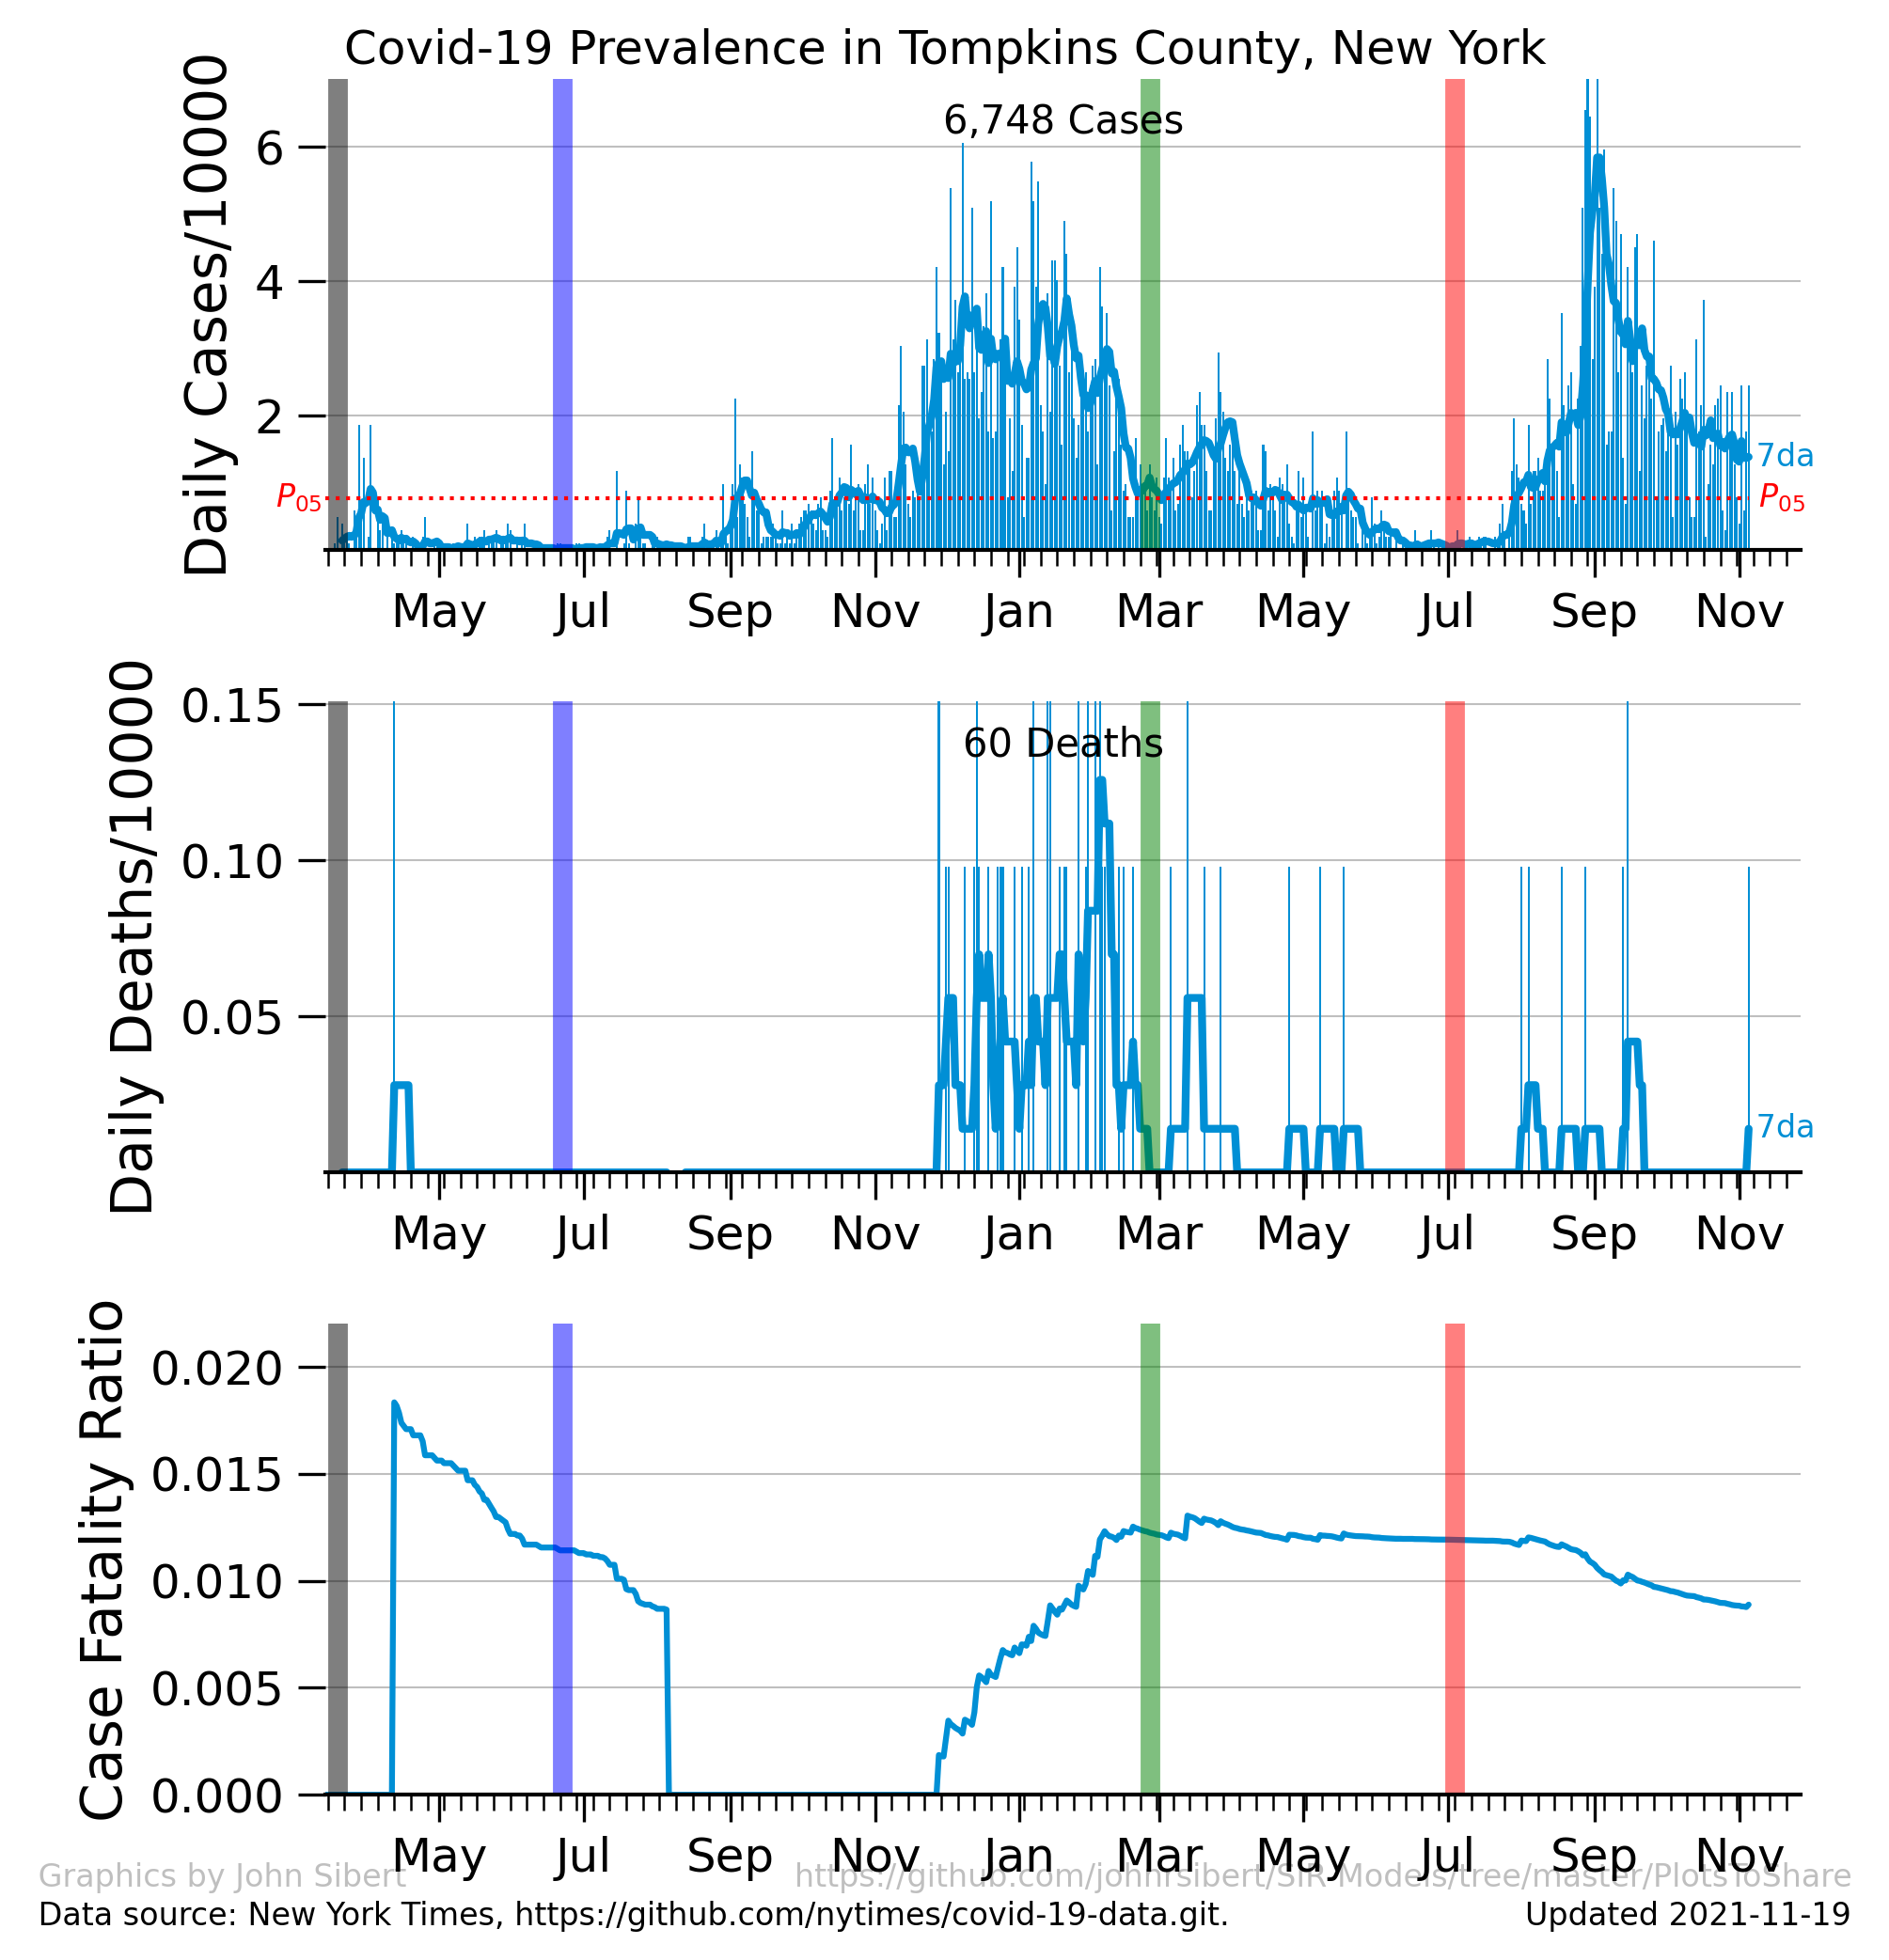 Covid-19 Prevalence in Tompkins County, New York
Daily Cases/10000
6,748 Cases
6
4
2
P05
7da
P05
May Jul Sep Nov Jan Mar May Jul Sep Nov
Daily Deaths/10000
60 Deaths
0.15
0.10
0.05
7da
May Jul Sep Nov Jan Mar May Jul Sep Nov
Case Fatality Ratio
0.020
0.015
0.010
0.005
0.000
May Jul Sep Nov Jan Mar May Jul Sep Nov
Graphics by John Sibert https://github.com/johnrsibert/SIR-Models/tree/master/PlotsToShare
Data source: New York Times, https://github.com/nytimes/covid-19-data.git. Updated 2021-11-19